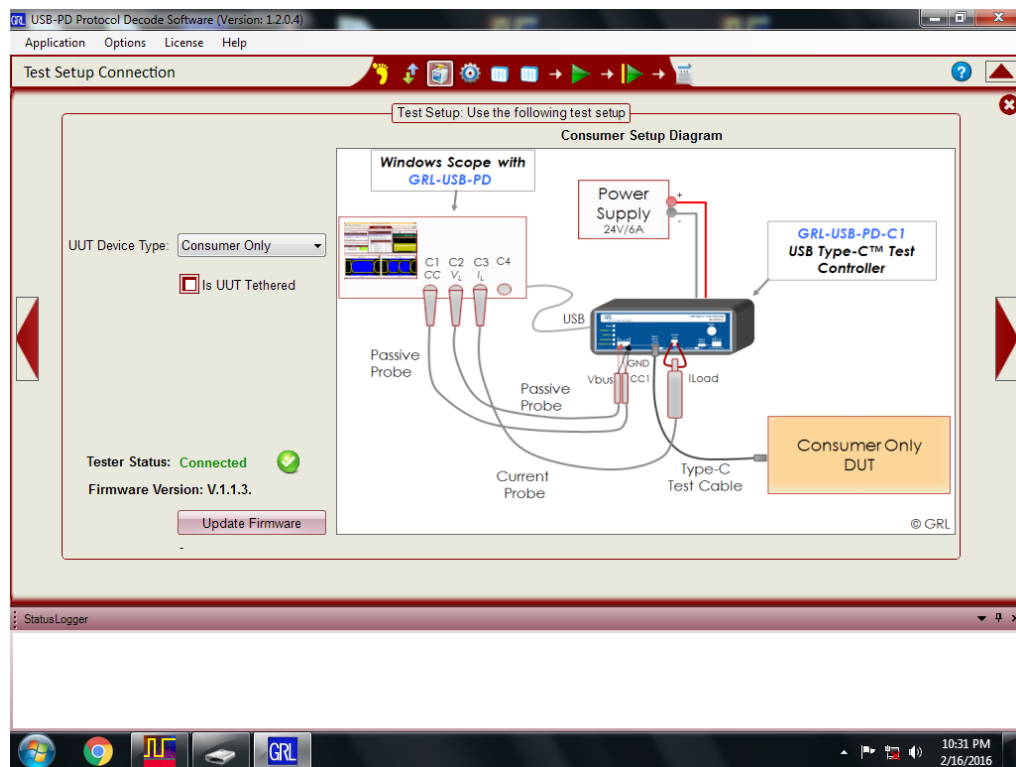 GRL USB-PD Protocol Decode Software (Version: 1.2.0.4)
Application Options License Help
Test Setup Connection
Test Setup: Use the following test setup
Consumer Setup Diagram
Windows Scope with
GRL-USB-PD
Power
Supply
24V/6A
+
-
GRL-USB-PD-C1
USB Type-C™ Test
Controller
UUT Device Type: Consumer Only
Is UUT Tethered
C1 C2 C3 C4
CC VL IL
USB
GRL
Passive
Probe
GND
Vbus CC1 ILoad
Passive
Probe
Consumer Only
DUT
Current
Probe
Type-C
Test Cable
Tester Status: Connected
Firmware Version: V.1.1.3.
Update Firmware
-
© GRL
StatusLogger
GRL
10:31 PM
2/16/2016